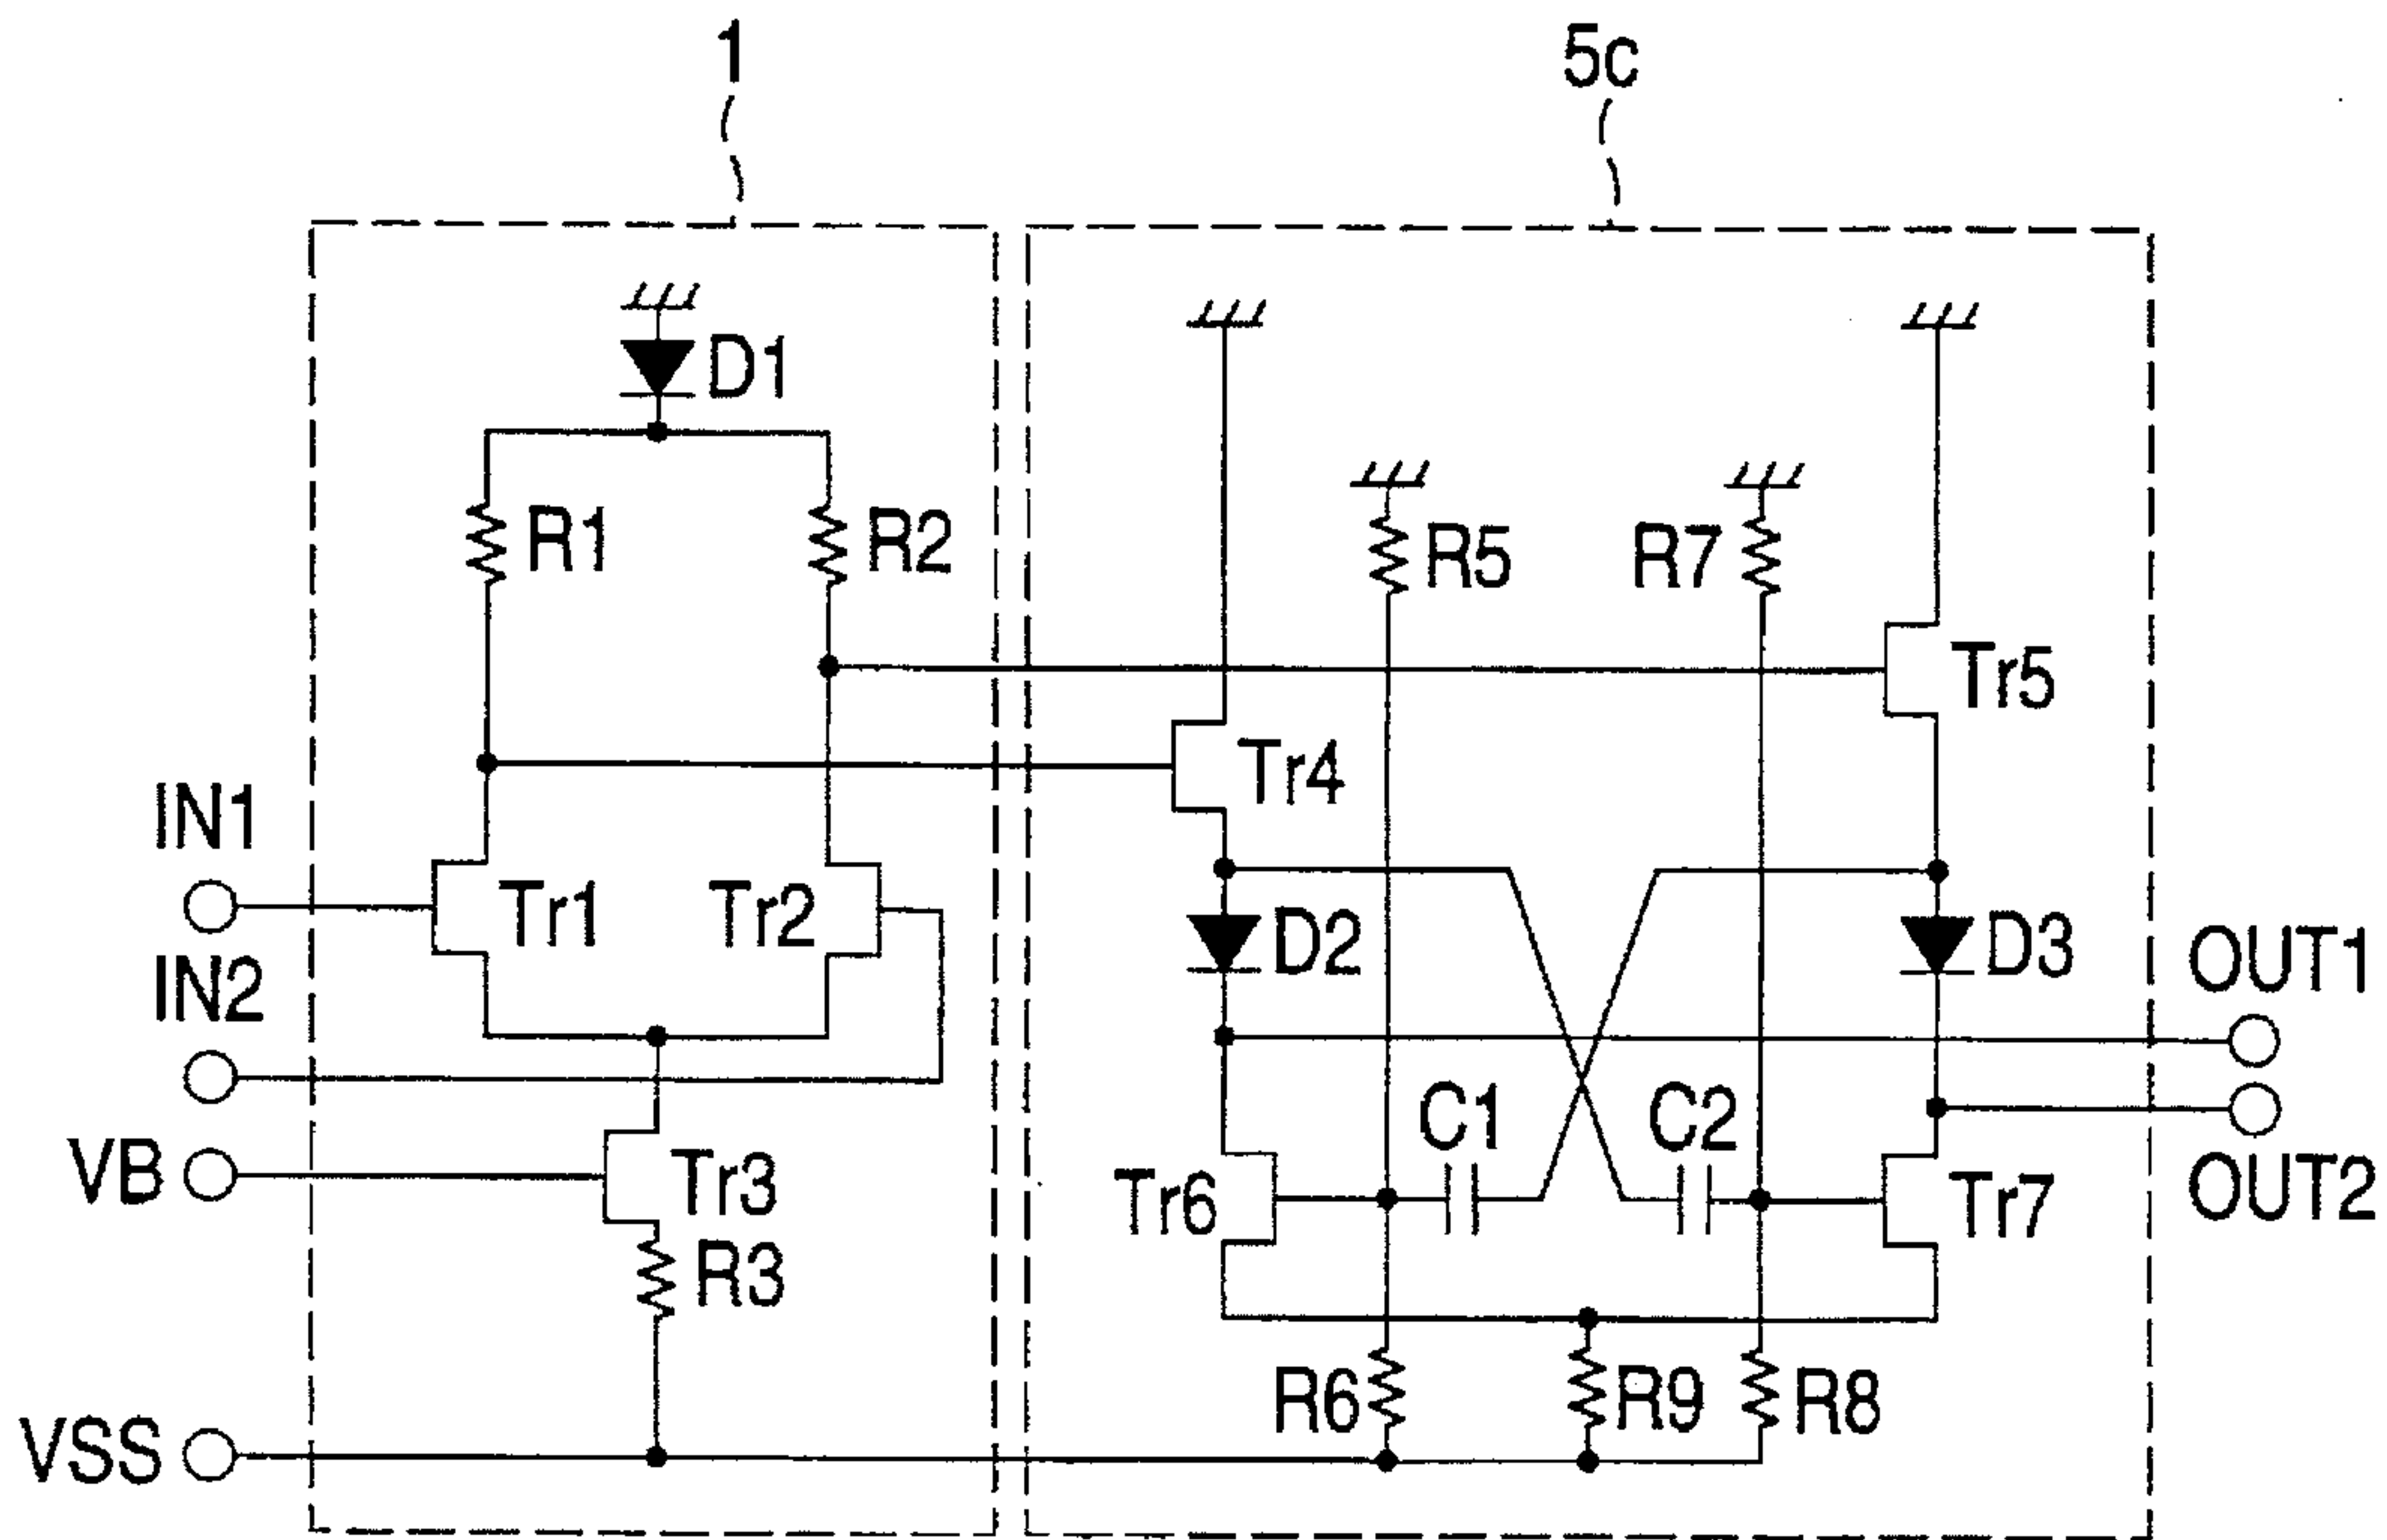 1
5c
D1
R1
R2
R5
R7
Tr5
Tr4
IN1
Tr1
Tr2
D2
D3
OUT1
IN2
C1
C2
VB
Tr3
Tr6
Tr7
OUT2
R3
R6
R9
R8
VSS